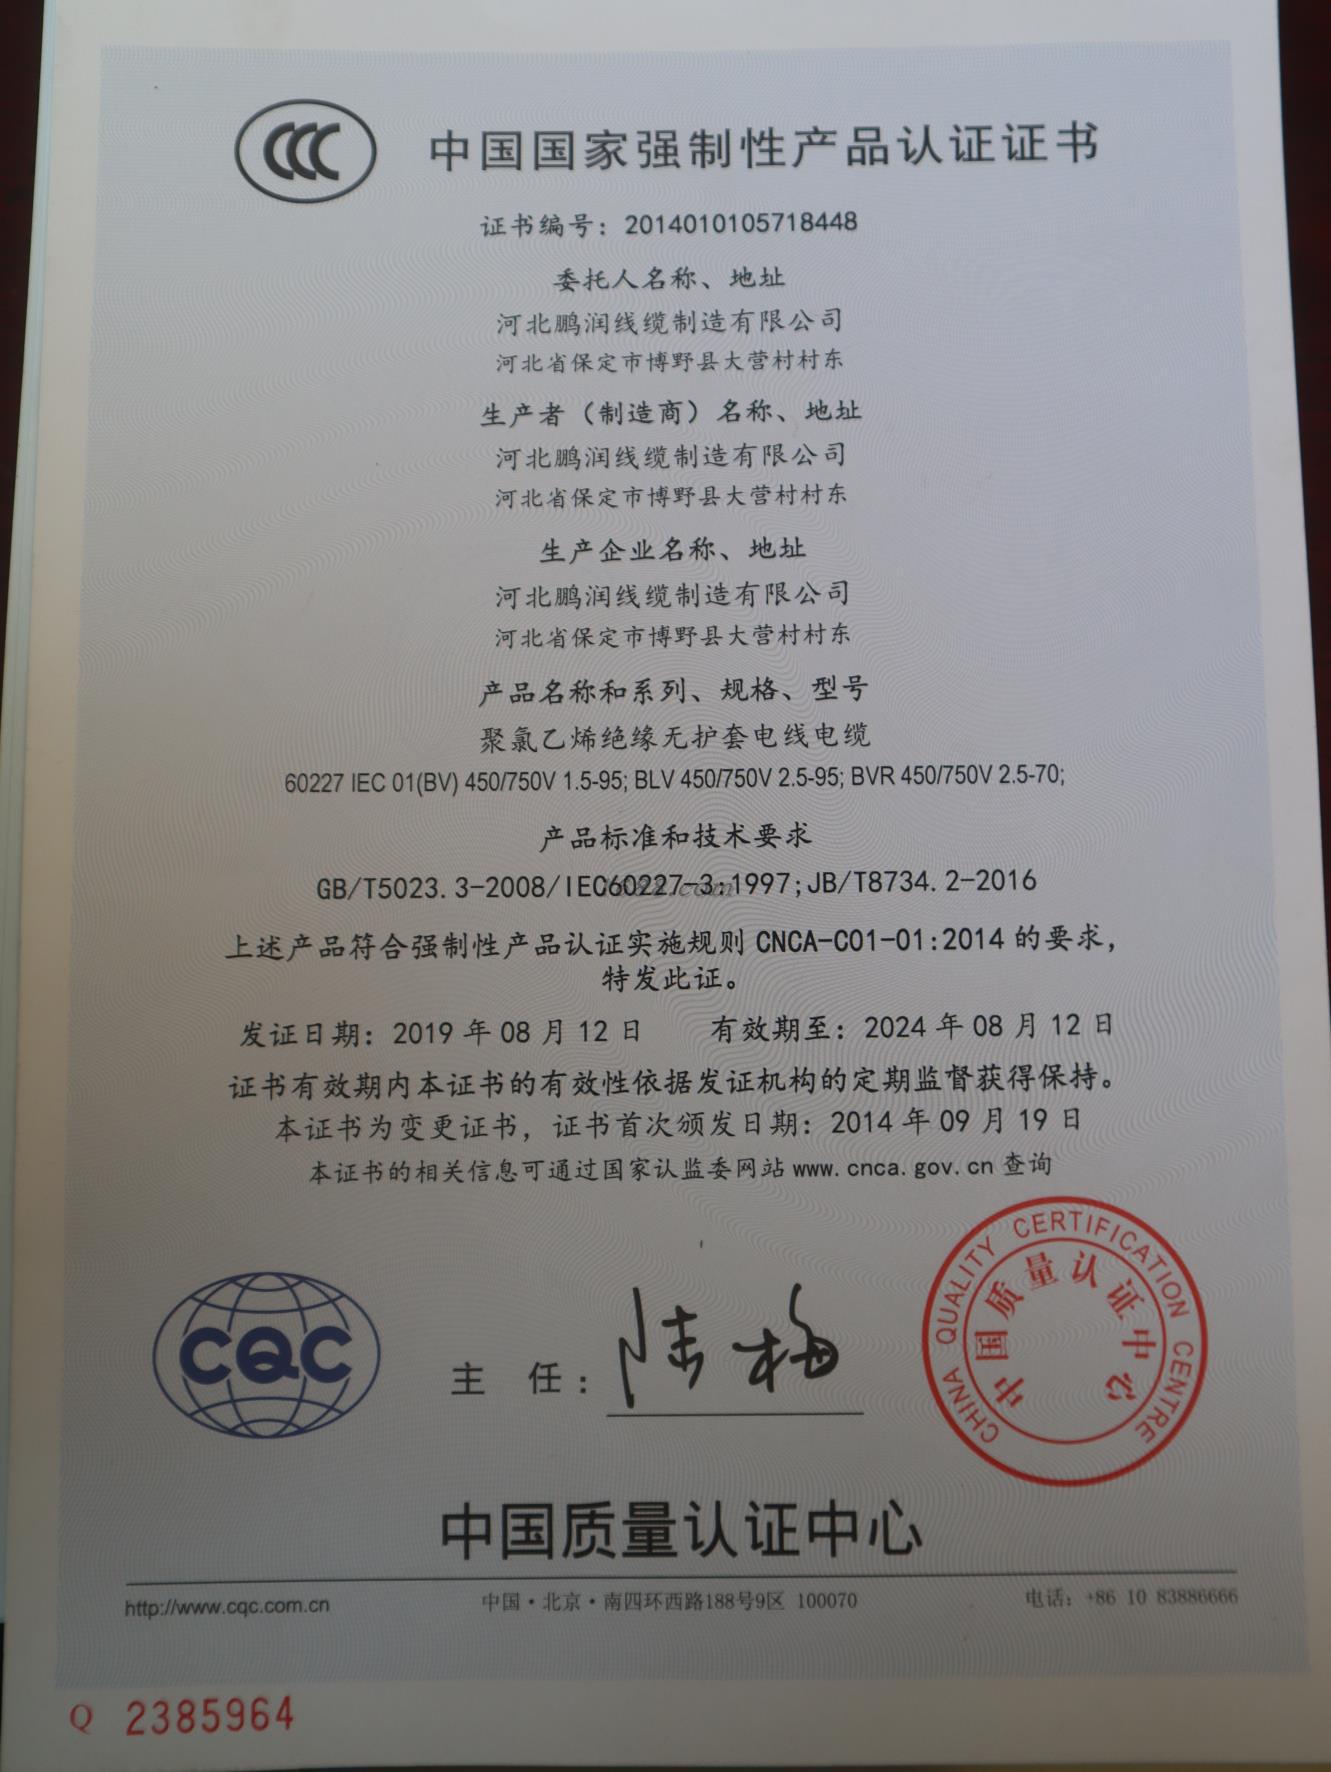 CCC
中国国家强制性产品认证证书
证书编号：2014010105718448
委托人名称、地址
河北鹏润线缆制造有限公司
河北省保定市博野县大营村村东
生产者（制造商）名称、地址
河北鹏润线缆制造有限公司
河北省保定市博野县大营村村东
生产企业名称、地址
河北鹏润线缆制造有限公司
河北省保定市博野县大营村村东
产品名称和系列、规格、型号
聚氯乙烯绝缘无护套电线电缆
60227 IEC 01(BV) 450/750V 1.5-95; BLV 450/750V 2.5-95; BVR 450/750V 2.5-70;
产品标准和技术要求
GB/T5023.3-2008/IEC60227-3:1997;JB/T8734.2-2016
上述产品符合强制性产品认证实施规则 CNCA-C01-01:2014 的要求，
特发此证。
发证日期：2019 年 08 月 12 日 有效期至：2024 年 08 月 12 日
证书有效期内本证书的有效性依据发证机构的定期监督获得保持。
本证书为变更证书，证书首次颁发日期：2014 年 09 月 19 日
本证书的相关信息可通过国家认监委网站 www.cnca.gov.cn 查询
CQC
主 任：
陆梅
CHINA QUALITY CERTIFICATION CENTRE
中国质量认证中心
中国质量认证中心
http://www.cqc.com.cn
中国·北京·南四环西路188号9区 100070
电话：+86 10 83886666
Q 2385964